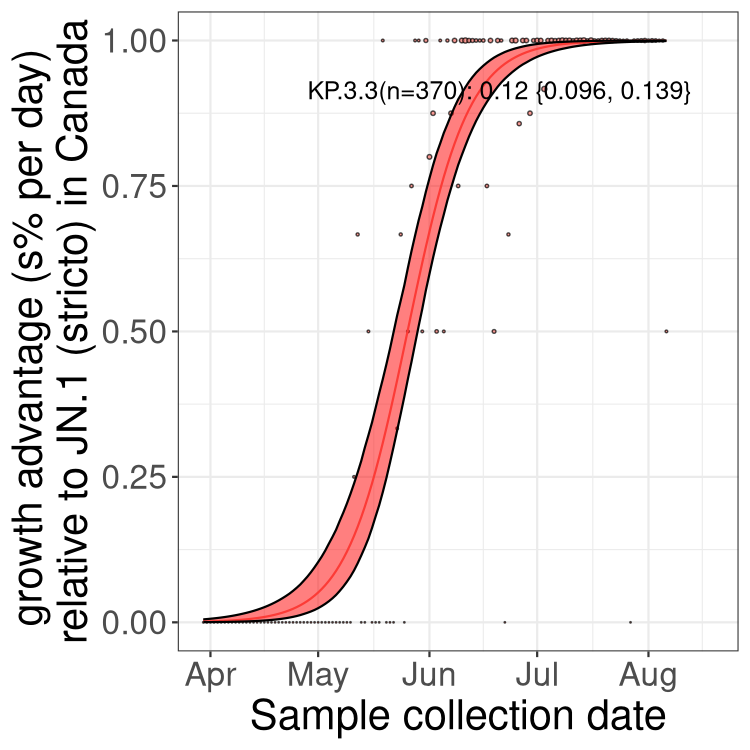 growth advantage (s% per day)
relative to JN.1 (stricto) in Canada
1.00
0.75
0.50
0.25
0.00
KP.3.3(n=370): 0.12 {0.096, 0.139}
Apr May Jun Jul Aug
Sample collection date